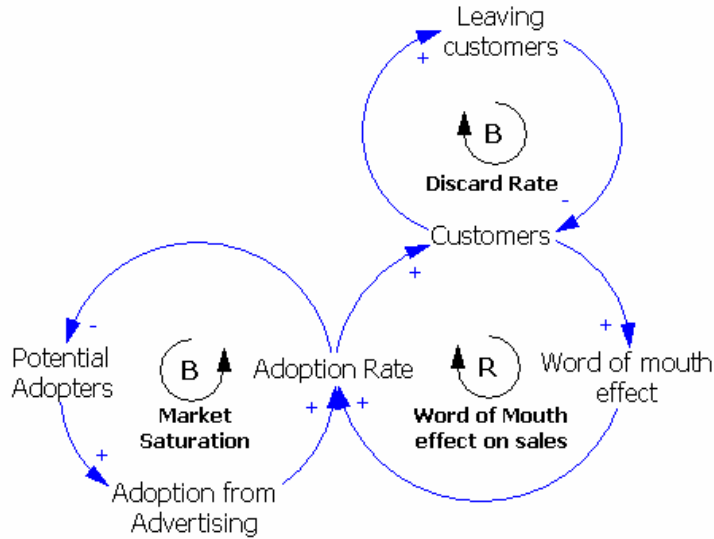 Leaving
customers
+
B
Discard Rate
-
Customers
+
+
-
Potential
Adopters
B
Market
Saturation
Adoption Rate
R
Word of Mouth
effect on sales
Word of mouth
effect
+
+
+
Adoption from
Advertising